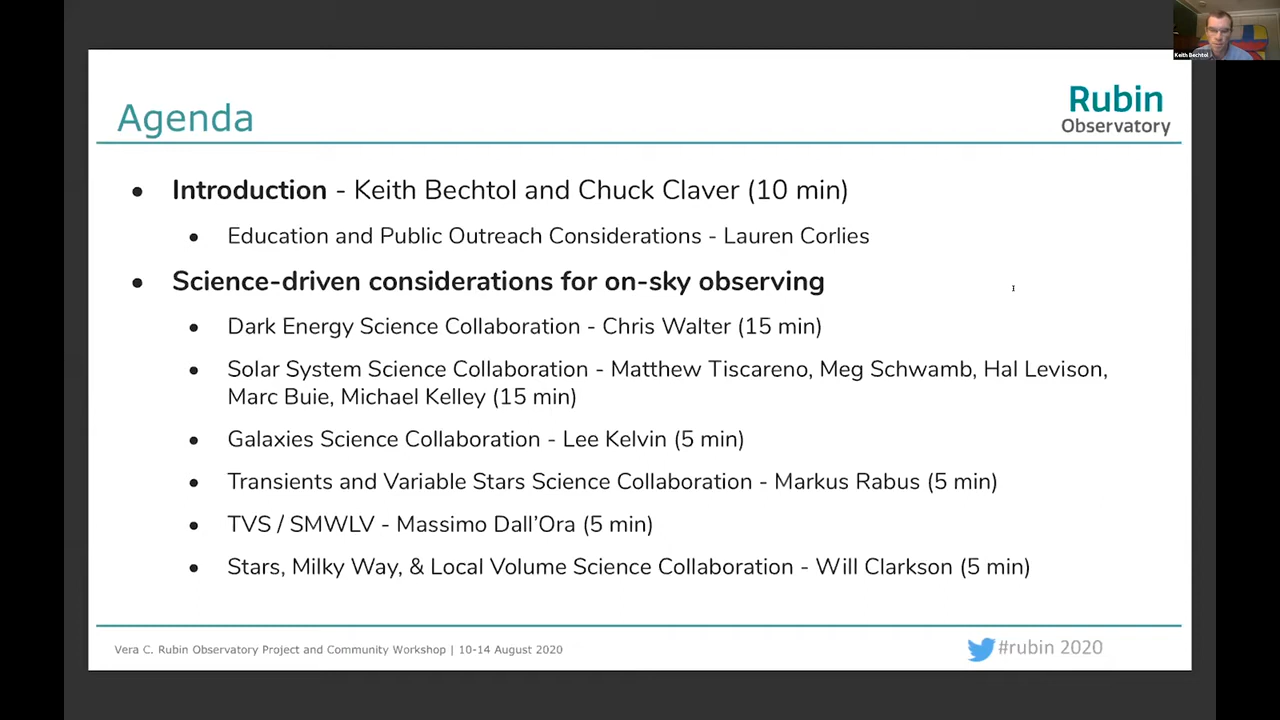 Keith Bechtol
Agenda
Rubin
Observatory
• Introduction - Keith Bechtol and Chuck Claver (10 min)
• Education and Public Outreach Considerations - Lauren Corlies
• Science-driven considerations for on-sky observing
• Dark Energy Science Collaboration - Chris Walter (15 min)
• Solar System Science Collaboration - Matthew Tiscareno, Meg Schwamb, Hal Levison,
Marc Buie, Michael Kelley (15 min)
• Galaxies Science Collaboration - Lee Kelvin (5 min)
• Transients and Variable Stars Science Collaboration - Markus Rabus (5 min)
• TVS / SMWLV - Massimo Dall’Ora (5 min)
• Stars, Milky Way, & Local Volume Science Collaboration - Will Clarkson (5 min)
Vera C. Rubin Observatory Project and Community Workshop | 10-14 August 2020
#rubin 2020